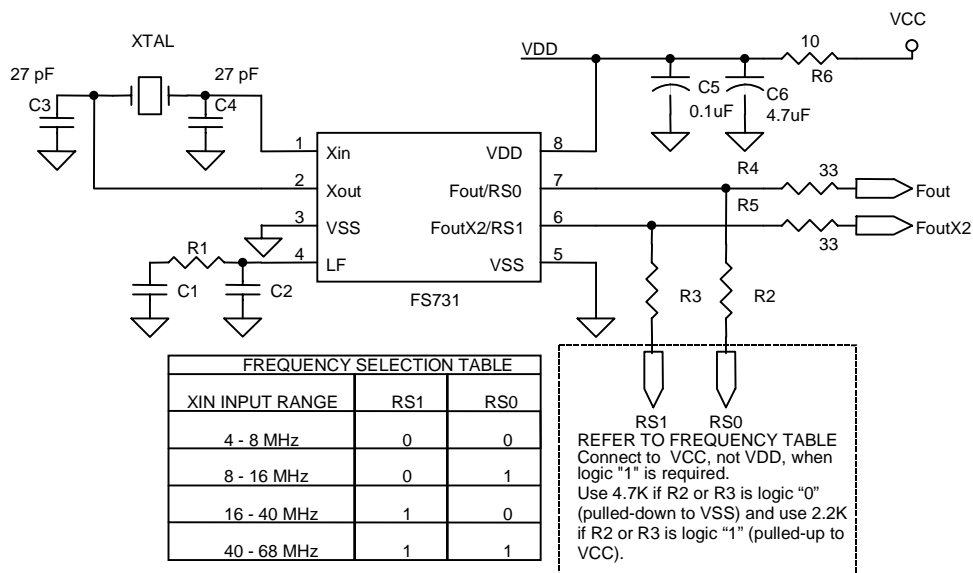 VCC
XTAL
VDD
10
R6
27 pF
27 pF
C3
C4
C5
0.1uF
C6
4.7uF
1
Xin
VDD
8
2
Xout
Fout/RS0
7
R4
33
Fout
3
VSS
FoutX2/RS1
6
R5
33
FoutX2
4
LF
VSS
5
R1
C1
C2
FS731
R3
R2
RS1
RS0
FREQUENCY SELECTION TABLE
XIN INPUT RANGE RS1 RS0
4 - 8 MHz 0 0
8 - 16 MHz 0 1
16 - 40 MHz 1 0
40 - 68 MHz 1 1
REFER TO FREQUENCY TABLE
Connect to VCC, not VDD, when
logic "1" is required.
Use 4.7K if R2 or R3 is logic “0”
(pulled-down to VSS) and use 2.2K
if R2 or R3 is logic “1” (pulled-up to
VCC).